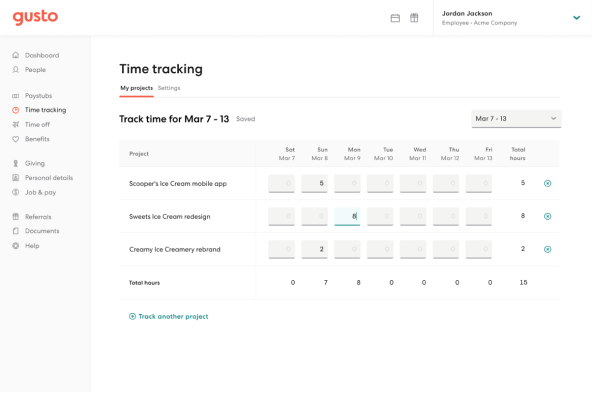 gusto
Jordan Jackson
Employee • Acme Company
Dashboard
People
Paystubs
Time tracking
Time off
Benefits
Giving
Personal details
Job & pay
Referrals
Documents
Help
Time tracking
My projects Settings
Track time for Mar 7 - 13 Saved
Mar 7 - 13
Project Sat Mar 7 Sun Mar 8 Mon Mar 9 Tue Mar 10 Wed Mar 11 Thu Mar 12 Fri Mar 13 Total hours
Scooper's Ice Cream mobile app 0 5 0 0 0 0 0 5
Sweets Ice Cream redesign 0 0 8 0 0 0 0 8
Creamy Ice Creamery rebrand 0 2 0 0 0 0 0 2
Total hours 0 7 8 0 0 0 0 15
Track another project